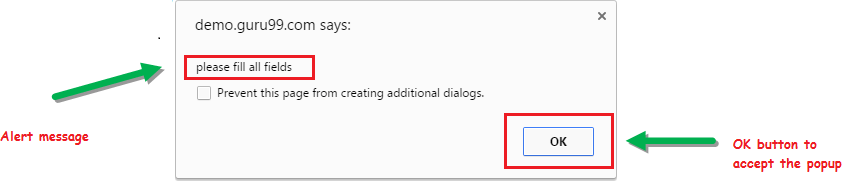 demo.guru99.com says:
please fill all fields
Prevent this page from creating additional dialogs.
Alert message
OK
OK button to
accept the popup